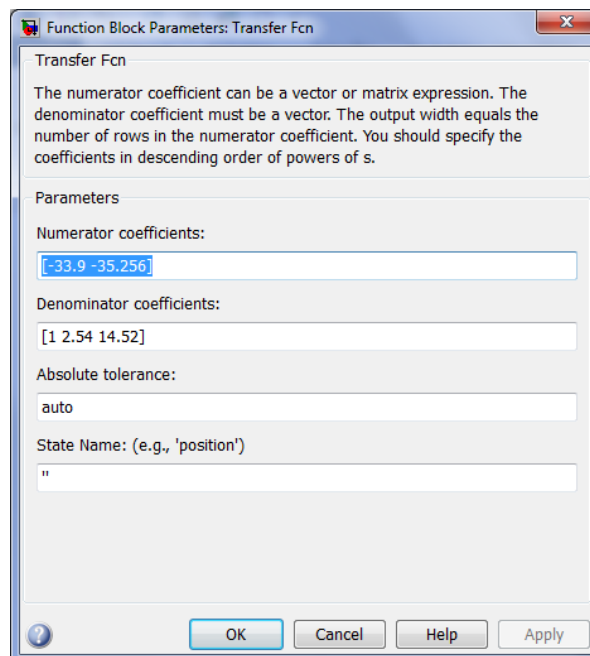 Function Block Parameters: Transfer Fcn
Transfer Fcn
The numerator coefficient can be a vector or matrix expression. The
denominator coefficient must be a vector. The output width equals the
number of rows in the numerator coefficient. You should specify the
coefficients in descending order of powers of s.
Parameters
Numerator coefficients:
[-33.9 -35.256]
Denominator coefficients:
[1 2.54 14.52]
Absolute tolerance:
auto
State Name: (e.g., 'position')
''
OK Cancel Help Apply